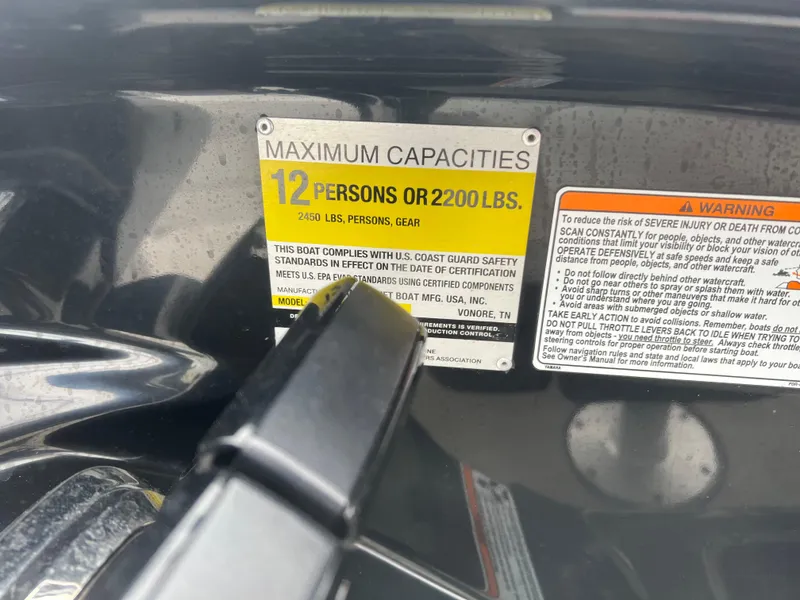 MAXIMUM CAPACITIES
12 PERSONS OR 2200 LBS.
2450 LBS, PERSONS, GEAR
THIS BOAT COMPLIES WITH U.S. COAST GUARD SAFETY
STANDARDS IN EFFECT ON THE DATE OF CERTIFICATION
MEETS U.S. EPA EVAP STANDARDS USING CERTIFIED COMPONENTS
BOAT MFG. USA, INC.
MODEL
VONORE, TN
IS VERIFIED.
CONTROL.
ASSOCIATION
WARNING
To reduce the risk of SEVERE INJURY OR DEATH FROM
SCAN CONSTANTLY for people, objects, and other
conditions that limit your visibility or block your vision of
OPERATE DEFENSIVELY at safe speeds and keep a safe
distance from people, objects, and other watercraft.
• Do not follow directly behind other watercraft.
• Do not go near others to spray or splash them with water.
• Avoid sharp turns or other maneuvers that make it hard for
you or understand where you are going.
• Avoid areas with submerged objects or shallow water.
TAKE EARLY ACTION to avoid collisions. Remember, boats do not
DO NOT PULL THROTTLE LEVERS BACK TO IDLE WHEN TRYING TO
away from objects - you need throttle to steer. Always check
steering controls for proper operation before starting boat.
Follow navigation rules and state and local laws that apply to your
See Owner's Manual for more information.
YAMAHA